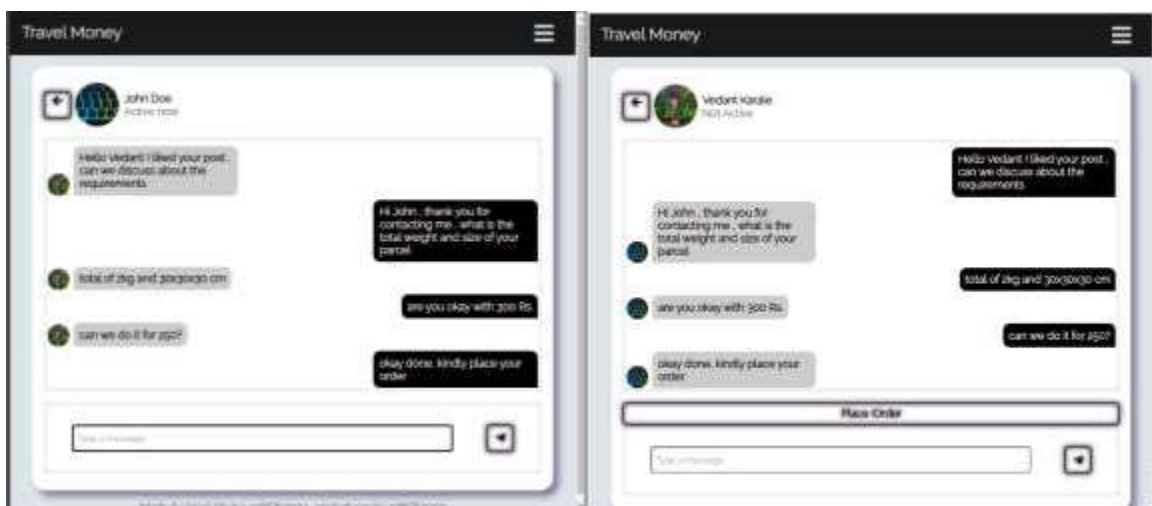 Travel Money
John Doe
Active now
Hello Vedant I liked your post ,
can we discuss about the
requirements
Hi John , thank you for
contacting me , what is the
total weight and size of your
parcel
total of 2kg and 30x30x30 cm
are you okay with 300 Rs.
can we do it for 250?
okay done, kindly place your
order
Type a message
Travel Money
Vedant
Not Active
Hello Vedant I liked your post ,
can we discuss about the
requirements
Hi John , thank you for
contacting me , what is the
total weight and size of your
parcel
total of 2kg and 30x30x30 cm
are you okay with 300 Rs.
can we do it for 250?
okay done, kindly place your
order
Place Order
Type a message